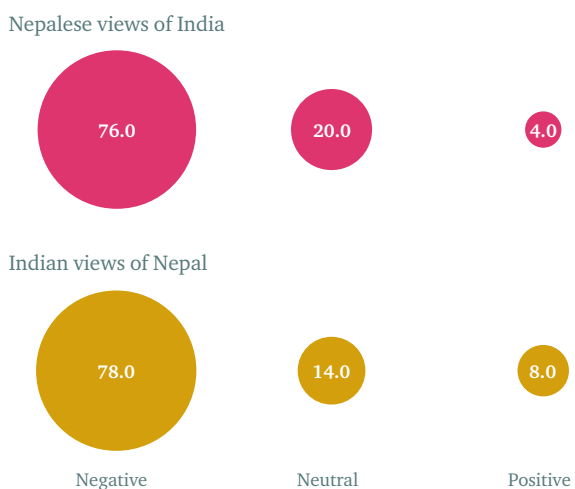 Nepalese views of India
76.0 20.0 4.0
Indian views of Nepal
78.0 14.0 8.0
Negative Neutral Positive